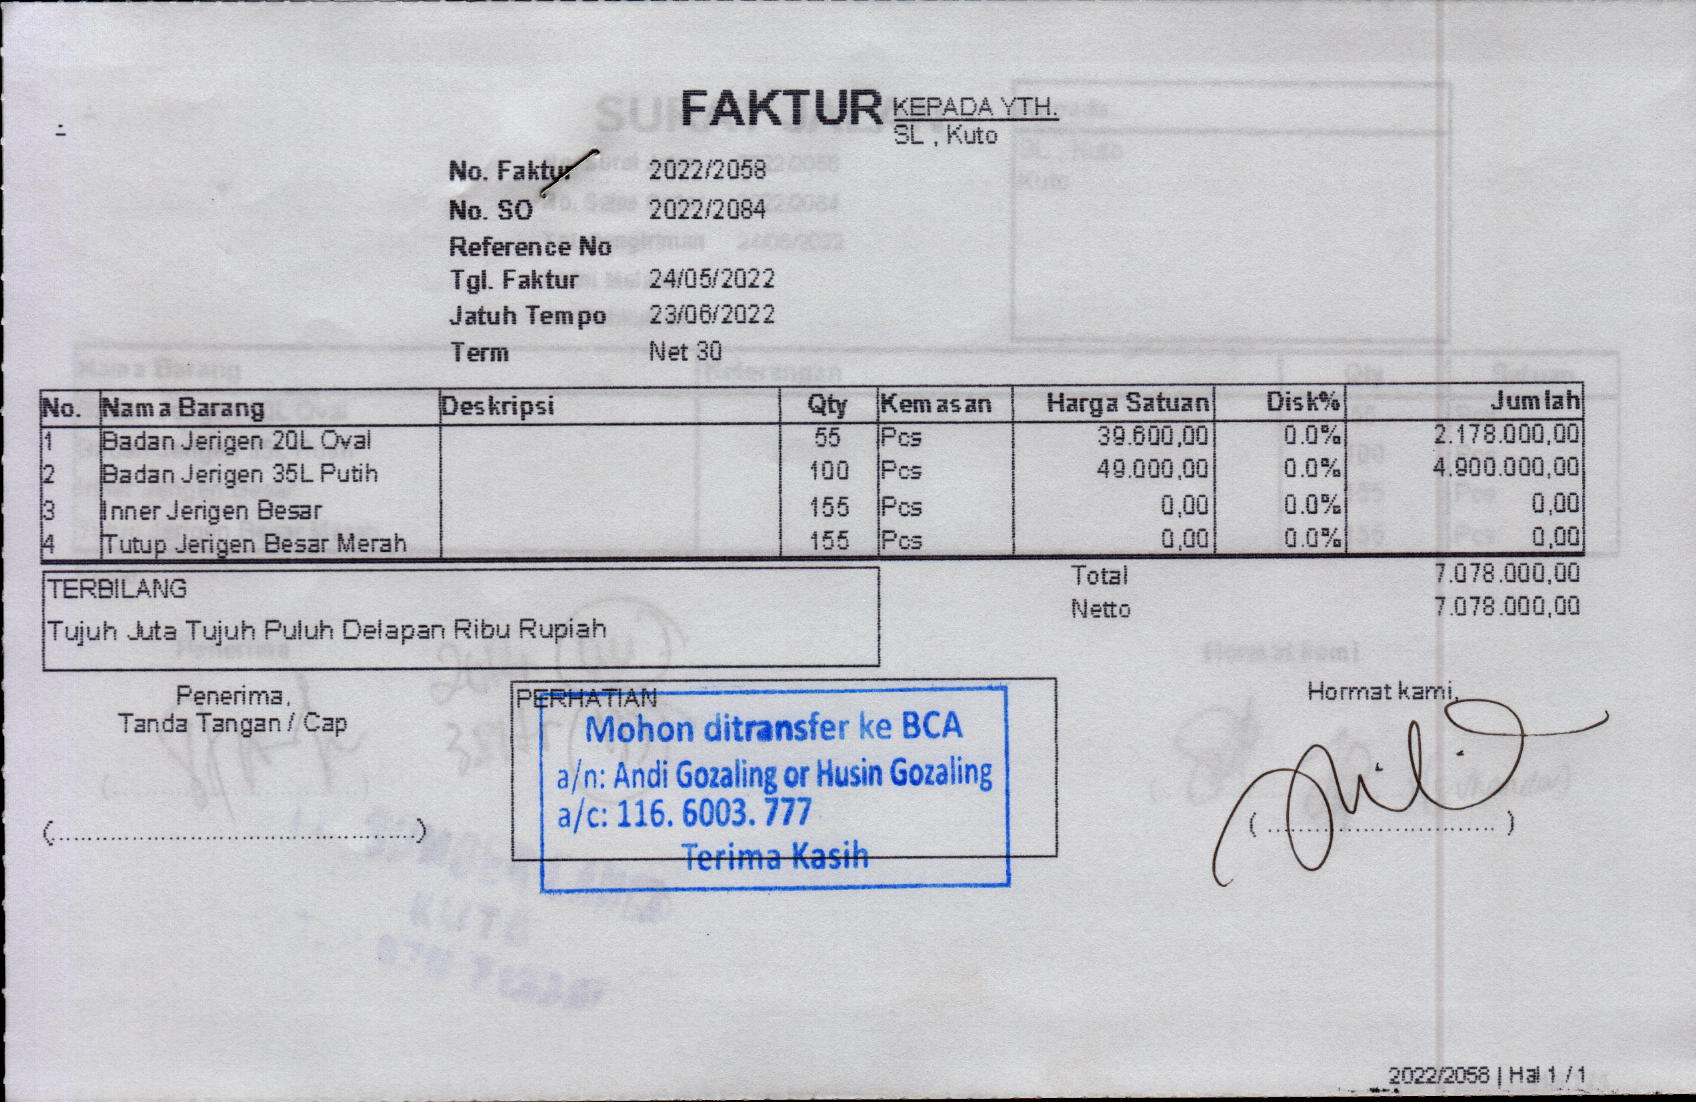 FAKTUR
KEPADA YTH.
SL , Kuto
No. Faktur 2022/2058
No. SO 2022/2084
Reference No
Tgl. Faktur 24/05/2022
Jatuh Tempo 23/06/2022
Term Net 30
No. Nama Barang Deskripsi Qty Kemasan Harga Satuan Disk% Jumlah
1 Badan Jerigen 20L Oval 55 Pcs 39.600,00 0.0% 2.178.000,00
2 Badan Jerigen 35L Putih 100 Pcs 49.000,00 0.0% 4.900.000,00
3 Inner Jerigen Besar 155 Pcs 0,00 0.0% 0,00
4 Tutup Jerigen Besar Merah 155 Pcs 0,00 0.0% 0,00
Total 7.078.000,00
Netto 7.078.000,00
TERBILANG
Tujuh Juta Tujuh Puluh Delapan Ribu Rupiah
Penerima,
Tanda Tangan / Cap
(................................................)
PERHATIAN
Mohon ditransfer ke BCA
a/n: Andi Gozaling or Husin Gozaling
a/c: 116. 6003. 777
Terima Kasih
Hormat kami,
( .............................. )
2022/2058 | Hal 1 / 1